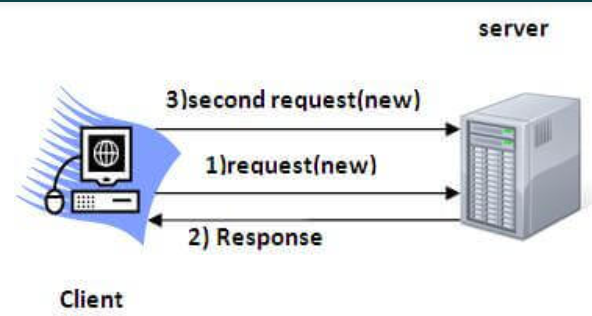 server
3)second request(new)
1)request(new)
2) Response
Client